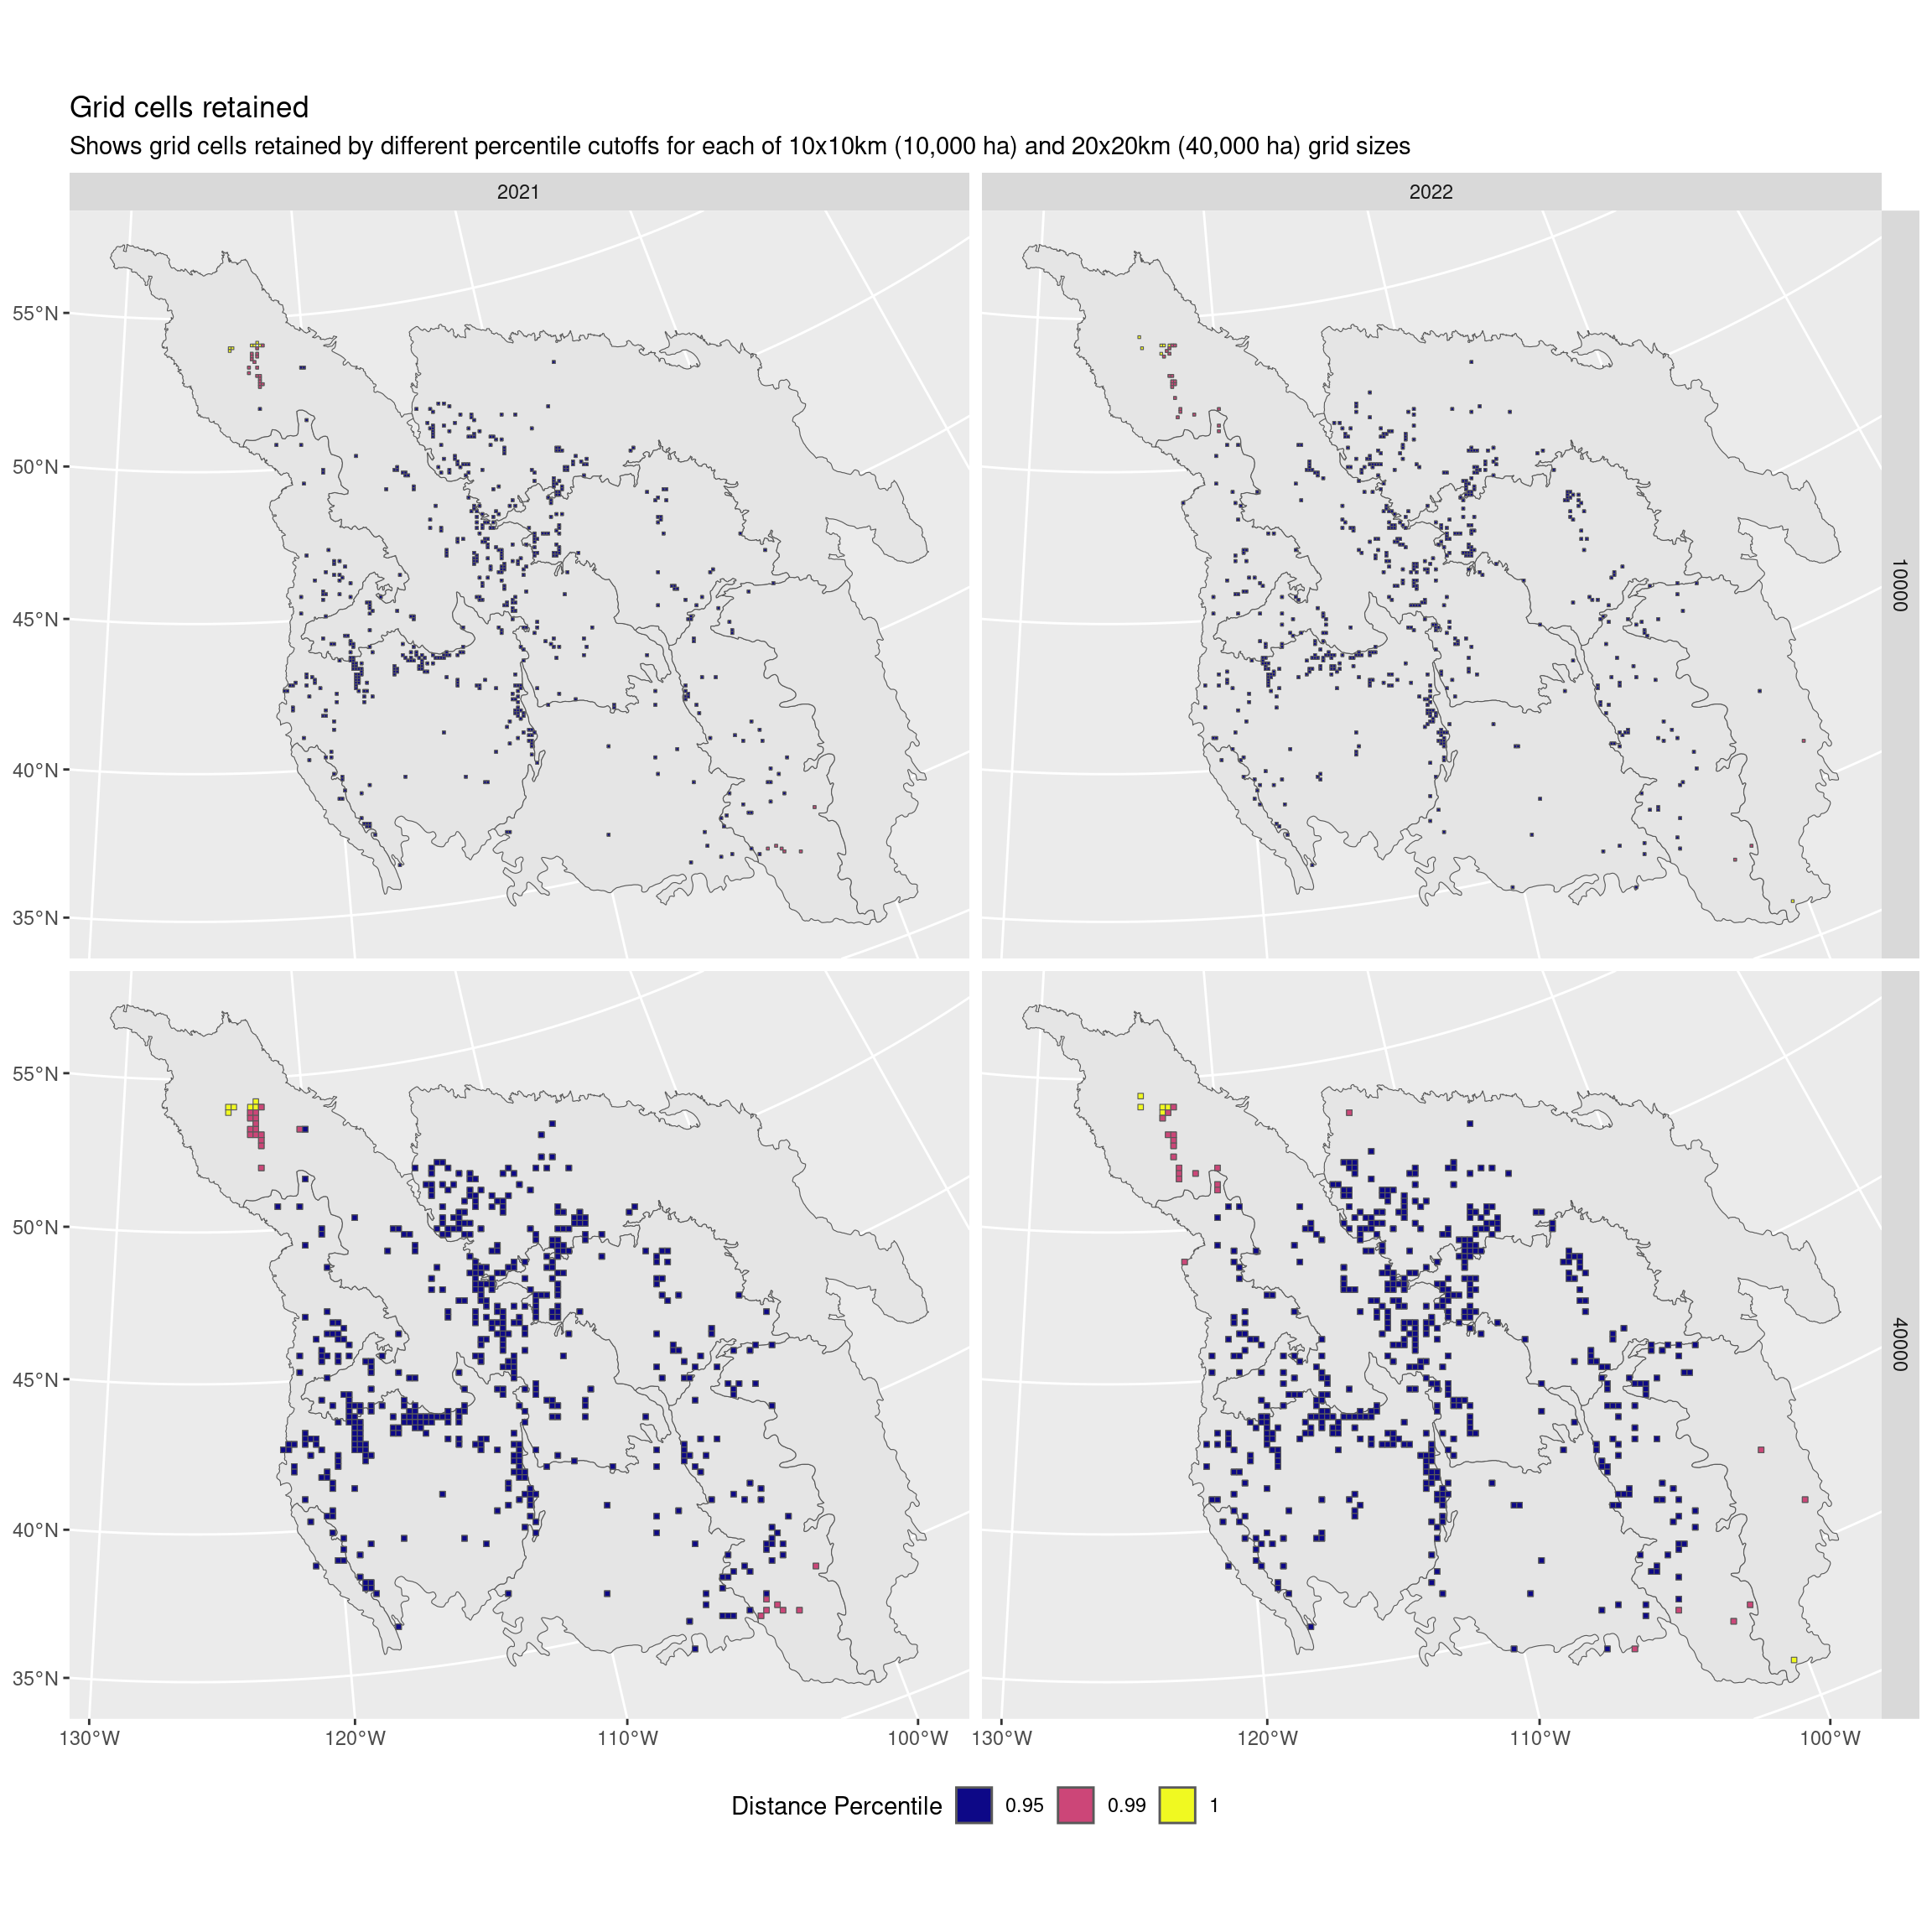 Grid cells retained
Shows grid cells retained by different percentile cutoffs for each of 10x10km (10,000 ha) and 20x20km (40,000 ha) grid sizes
2021
2022
55°N
50°N
45°N
40°N
35°N
10000
55°N
50°N
45°N
40°N
35°N
40000
130°W 120°W 110°W 100°W 130°W 120°W 110°W 100°W
Distance Percentile 0.95 0.99 1